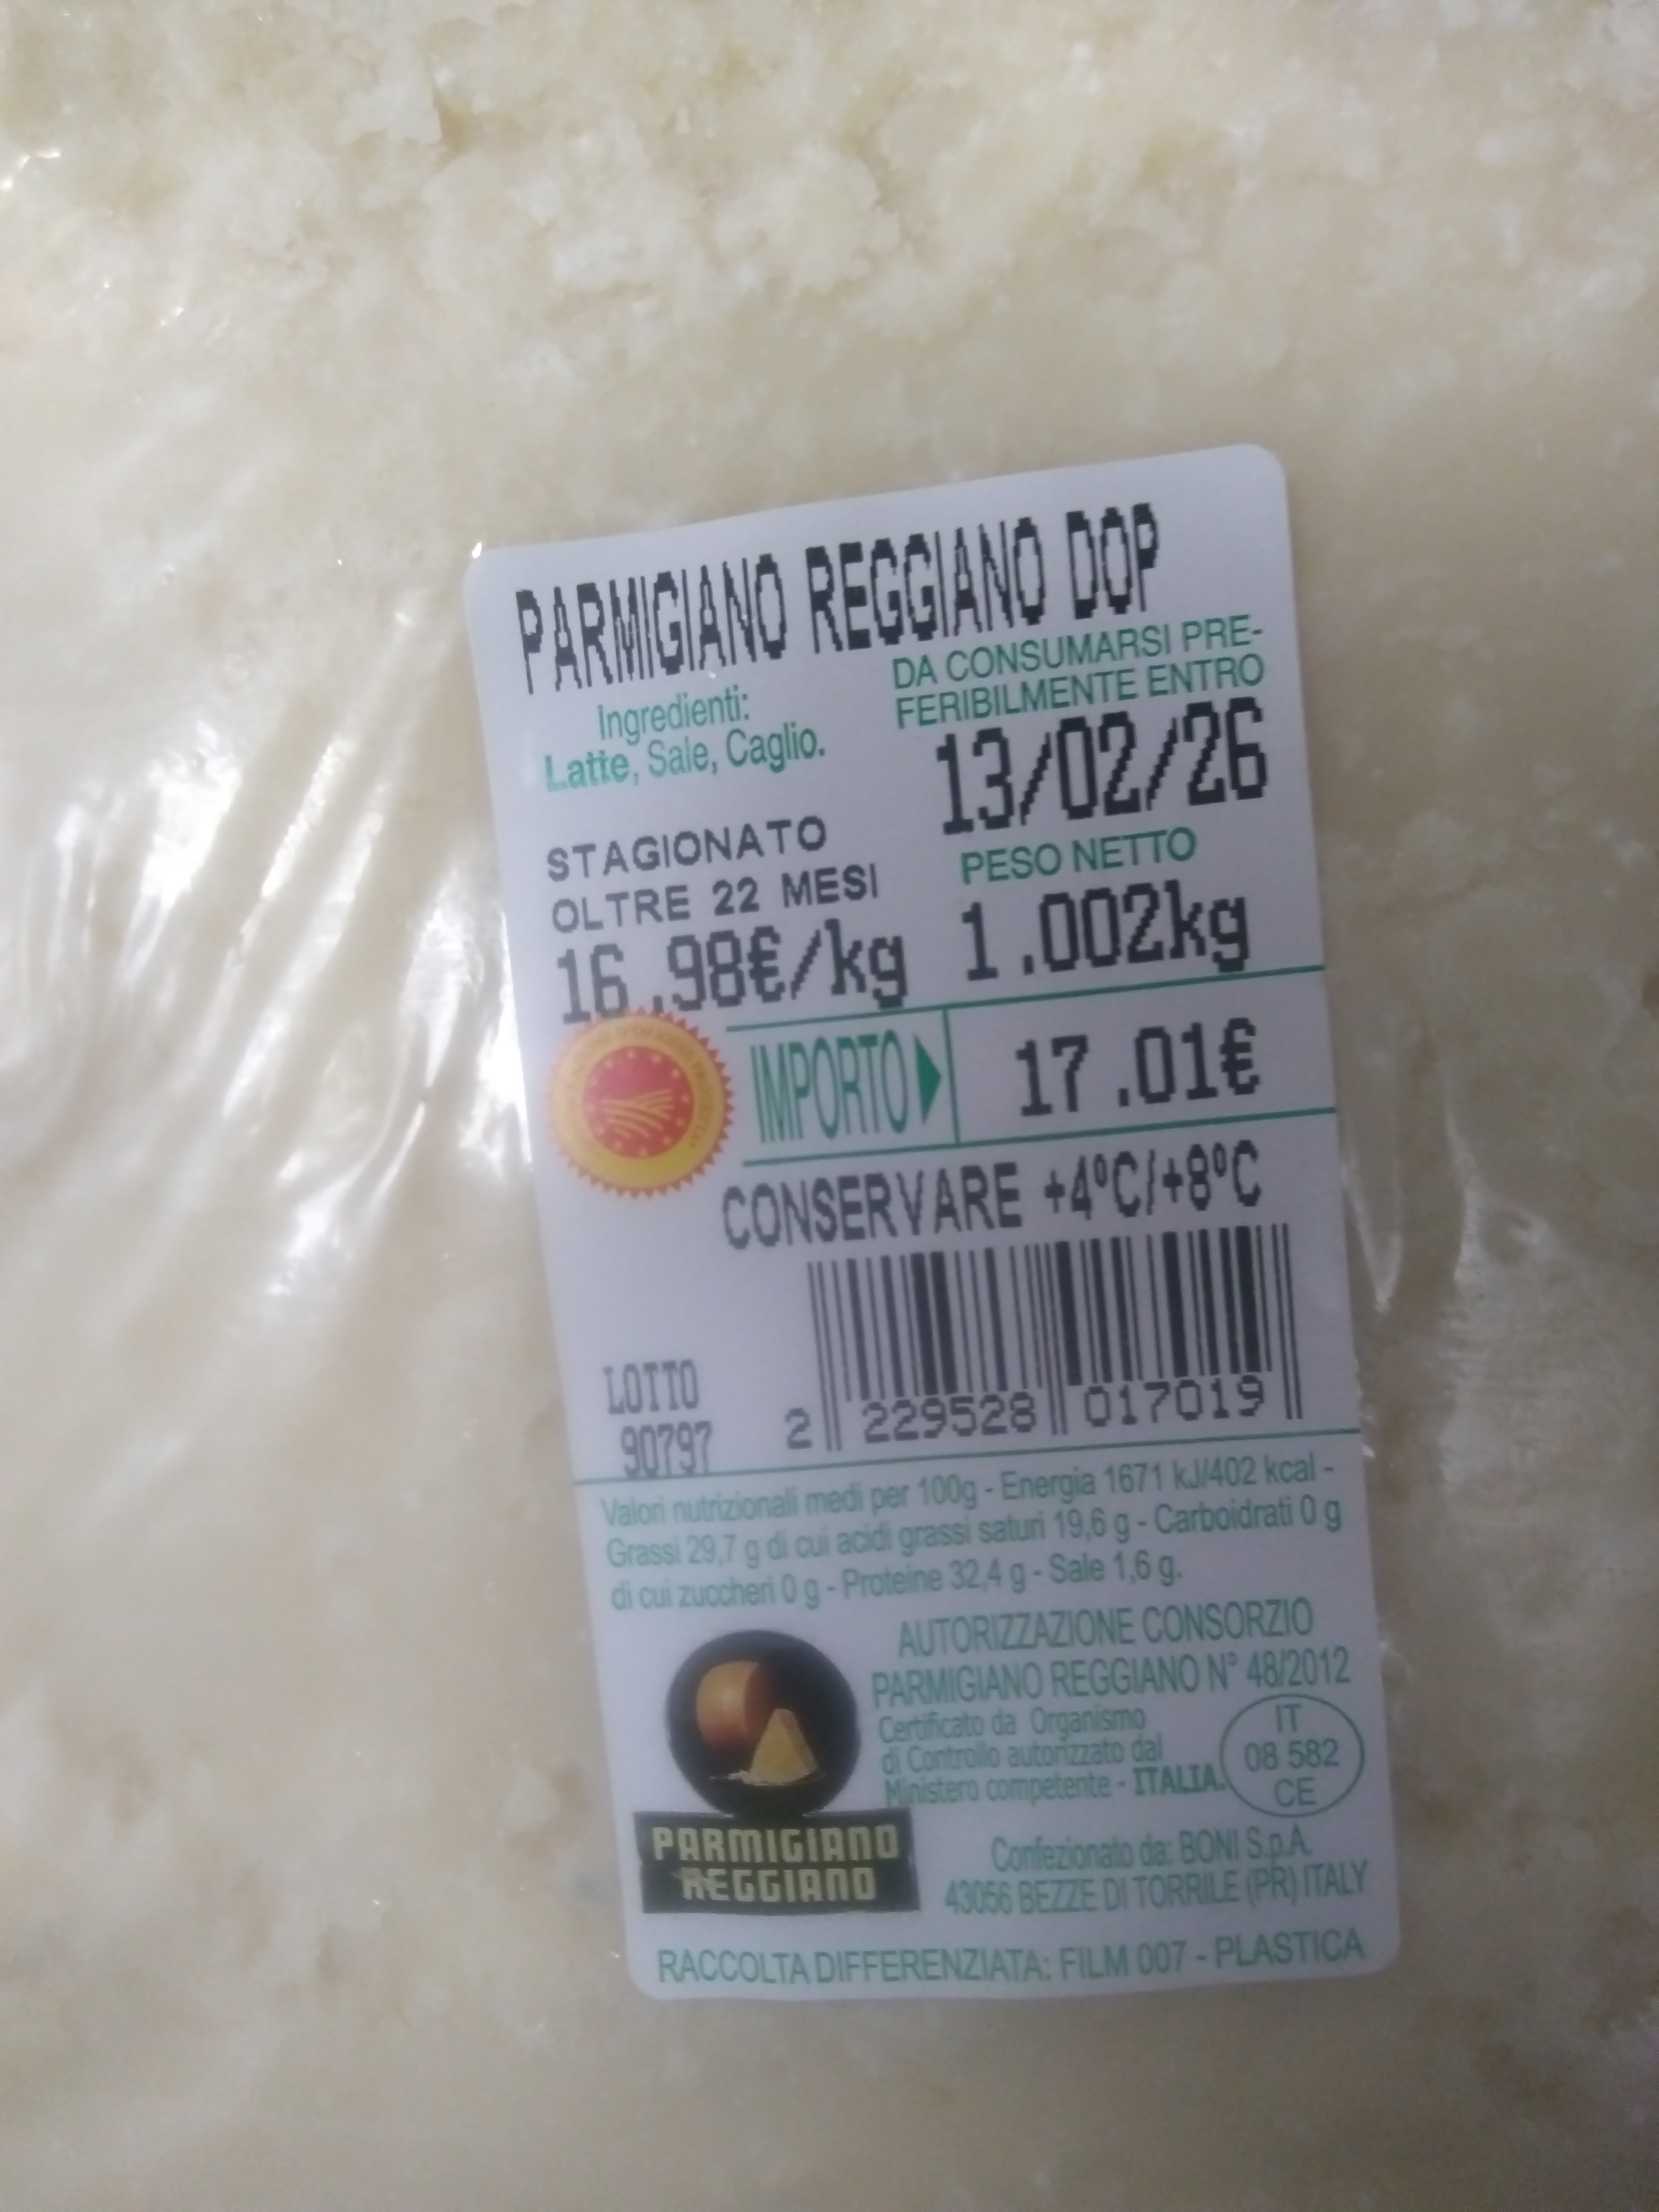 PARMIGIANO REGGIANO DOP
Ingredienti:
Latte, Sale, Caglio.
DA CONSUMARSI PRE-
FERIBILMENTE ENTRO
13/02/26
STAGIONATO
OLTRE 22 MESI
PESO NETTO
16.98€/kg
1.002kg
IMPORTO
17.01€
CONSERVARE +4°C/+8°C
LOTTO
90797
2 229528 017019
Valori nutrizionali medi per 100g - Energia 1671 kJ/402 kcal -
Grassi 29,7 g di cui acidi grassi saturi 19,6 g - Carboidrati 0 g
di cui zuccheri 0 g - Proteine 32,4 g - Sale 1,6 g.
AUTORIZZAZIONE CONSORZIO
PARMIGIANO REGGIANO N° 48/2012
Certificato da Organismo
di Controllo autorizzato dal
Ministero competente - ITALIA.
IT
08 582
CE
PARMIGIANO
REGGIANO
Confezionato da: BONI S.p.A.
43056 BEZZE DI TORRILE (PR) ITALY
RACCOLTA DIFFERENZIATA: FILM 007 - PLASTICA